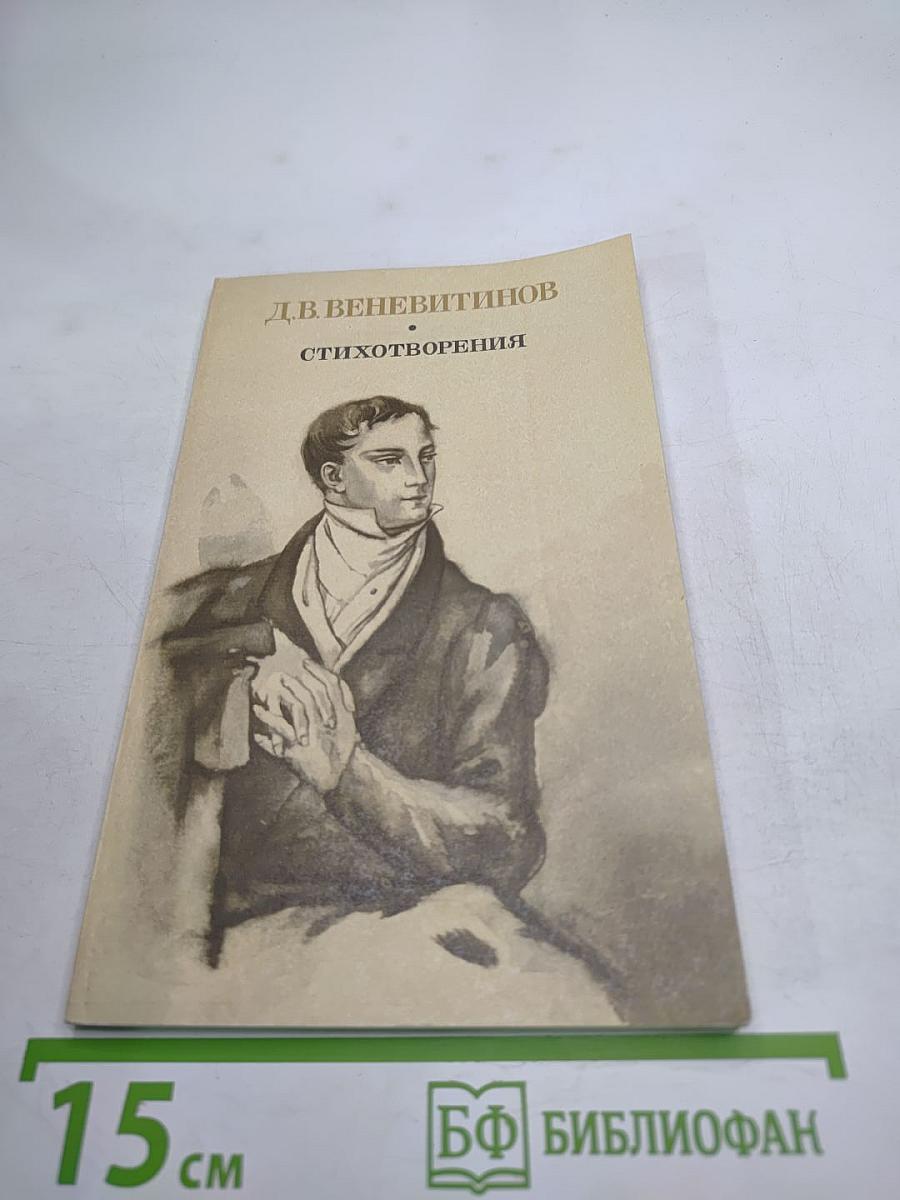 Д.В. ВЕНЕВИТИНОВ
•
СТИХОТВОРЕНИЯ
15 см
БФ БИБЛИОФАН